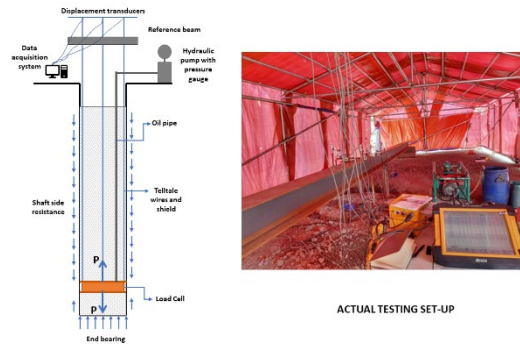 Displacement transducers
Reference beam
Data
acquisition
system
Hydraulic
pump with
pressure
gauge
Oil pipe
Shaft side
resistance
Telltale
wires and
shield
P
Load Cell
P
End bearing
ACTUAL TESTING SET-UP